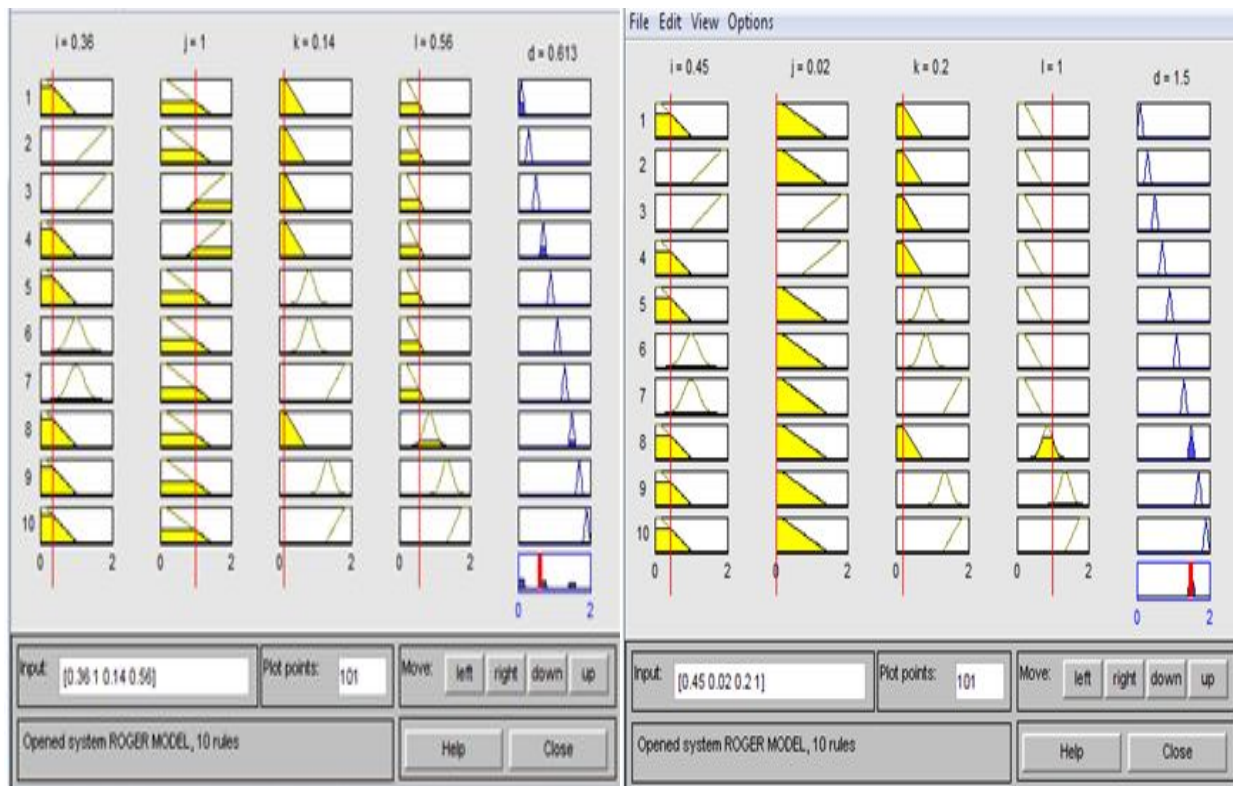 i = 0.36 j = 1 k = 0.14 l = 0.56 d = 0.613
1
2
3
4
5
6
7
8
9
10
0 2 0 2 0 2 0 2
0 2
Input: [0.36 1 0.14 0.56] Plot points: 101 Move: left right down up
Opened system ROGER MODEL, 10 rules Help Close
File Edit View Options
i = 0.45 j = 0.02 k = 0.2 l = 1 d = 1.5
1
2
3
4
5
6
7
8
9
10
0 2 0 2 0 2 0 2
0 2
Input: [0.45 0.02 0.2 1] Plot points: 101 Move: left right down up
Opened system ROGER MODEL, 10 rules Help Close